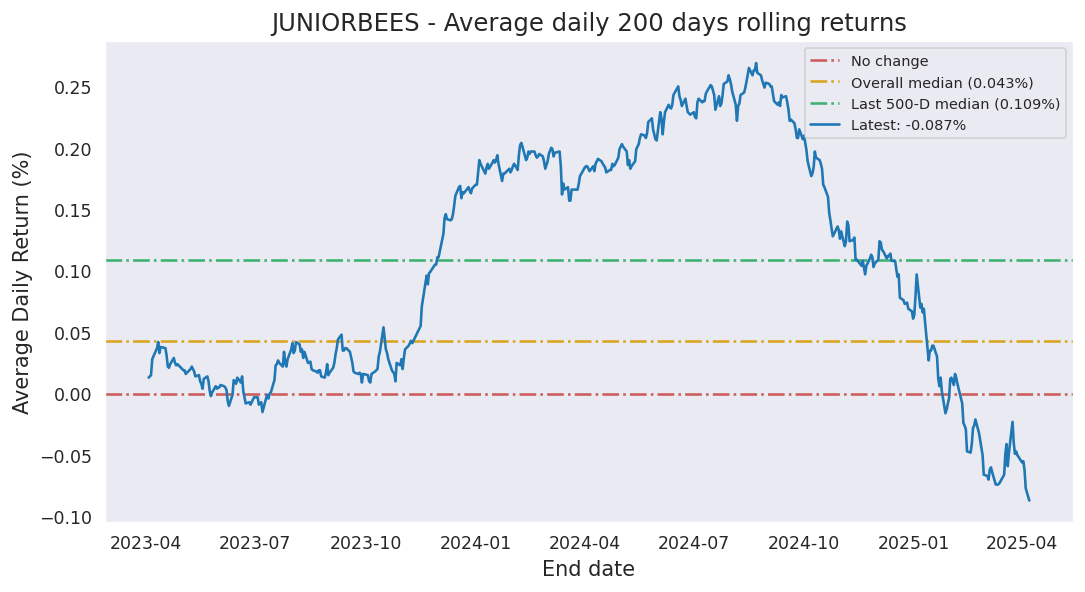 JUNIORBEES - Average daily 200 days rolling returns
No change
Overall median (0.043%)
Last 500-D median (0.109%)
Latest: -0.087%
Average Daily Return (%)
0.25
0.20
0.15
0.10
0.05
0.00
−0.05
−0.10
2023-04 2023-07 2023-10 2024-01 2024-04 2024-07 2024-10 2025-01 2025-04
End date